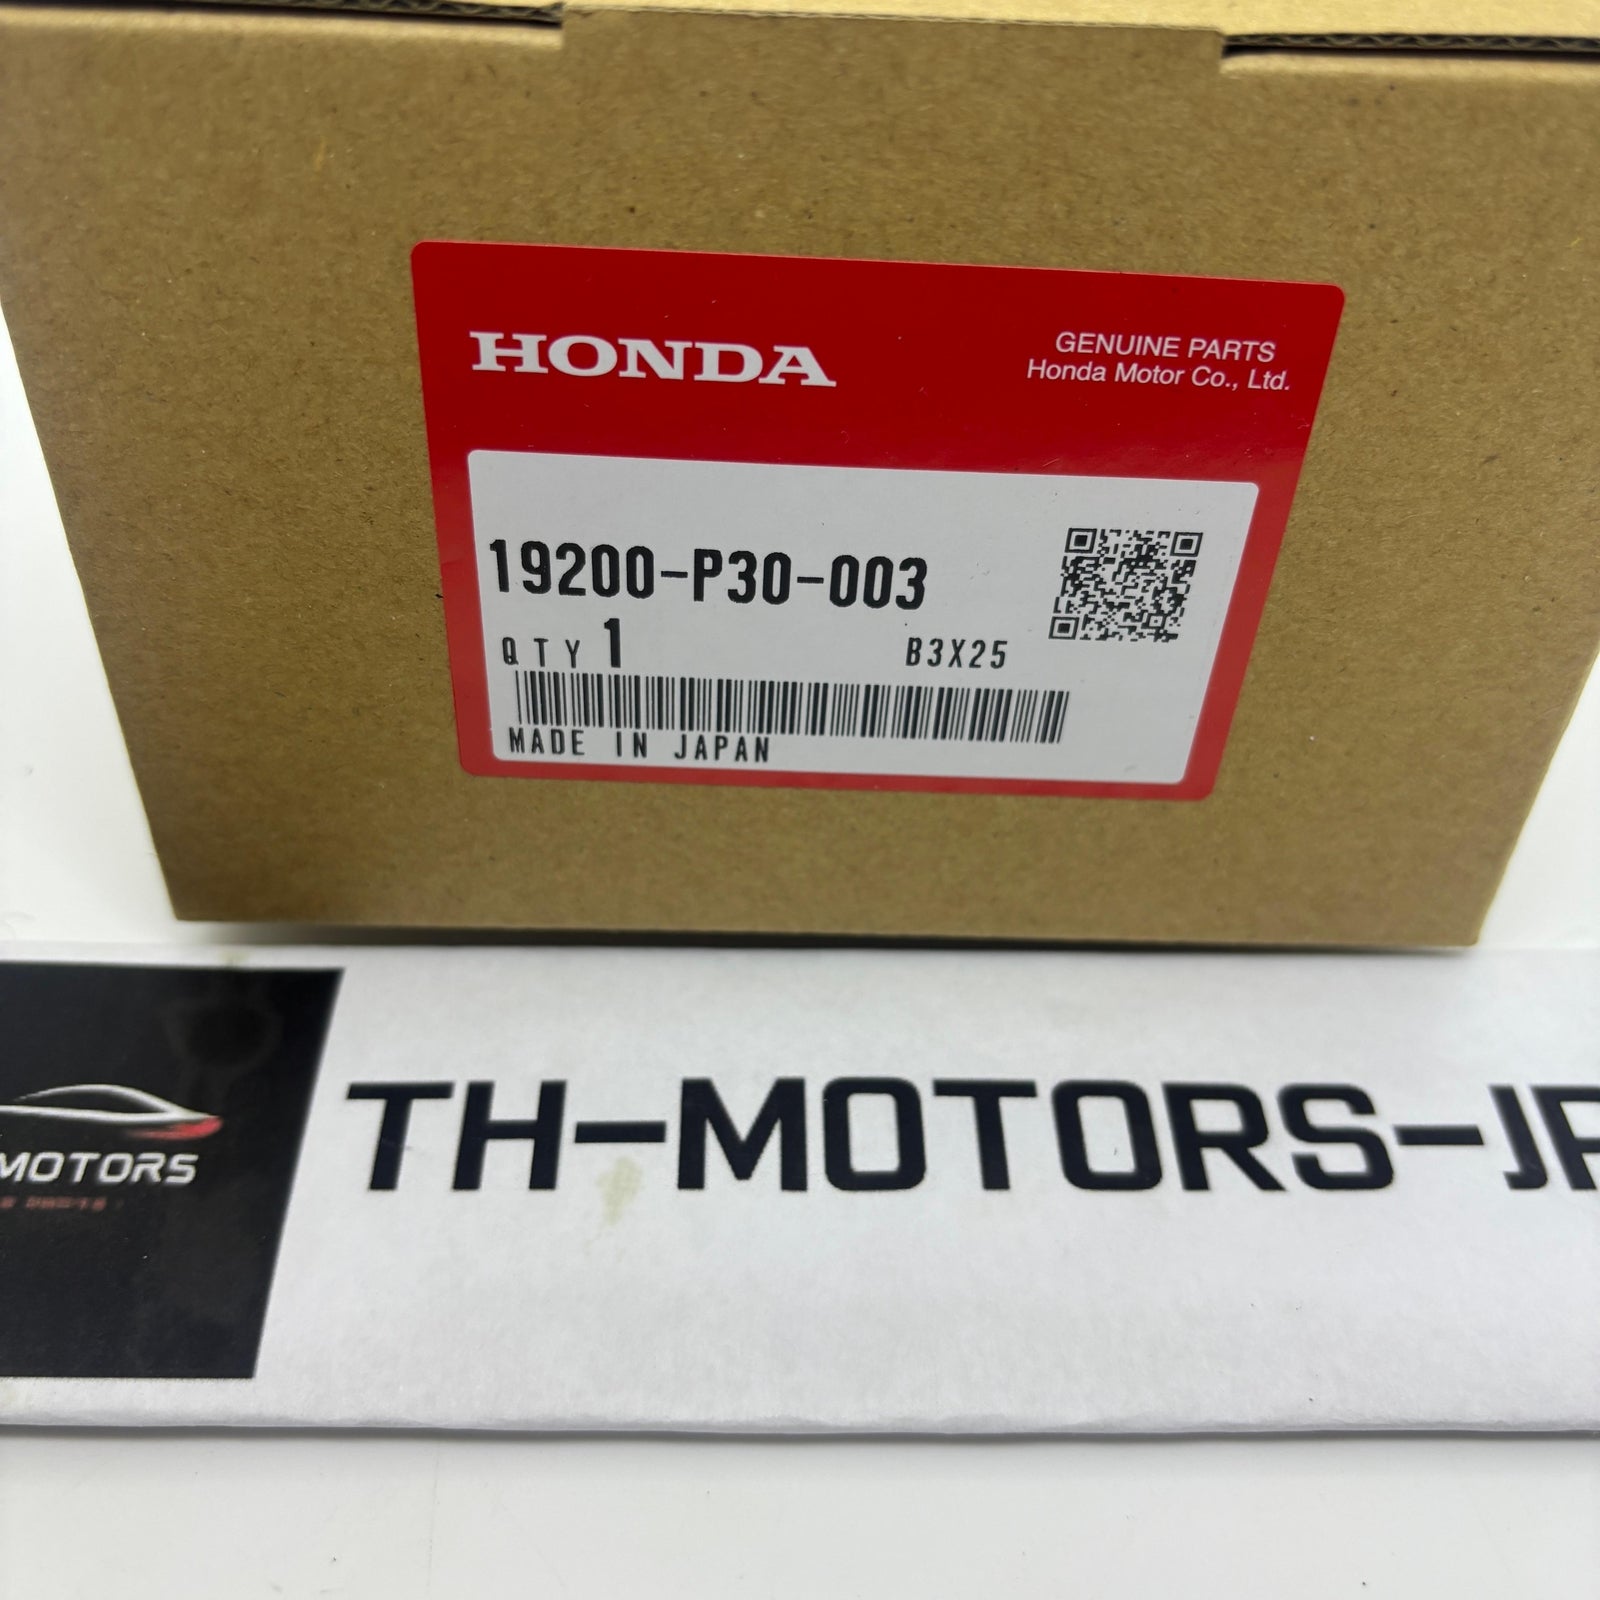 HONDA
GENUINE PARTS
Honda Motor Co., Ltd.
19200-P30-003
QTY 1
B3X25
MADE IN JAPAN
TH-MOTORS-JP
MOTORS